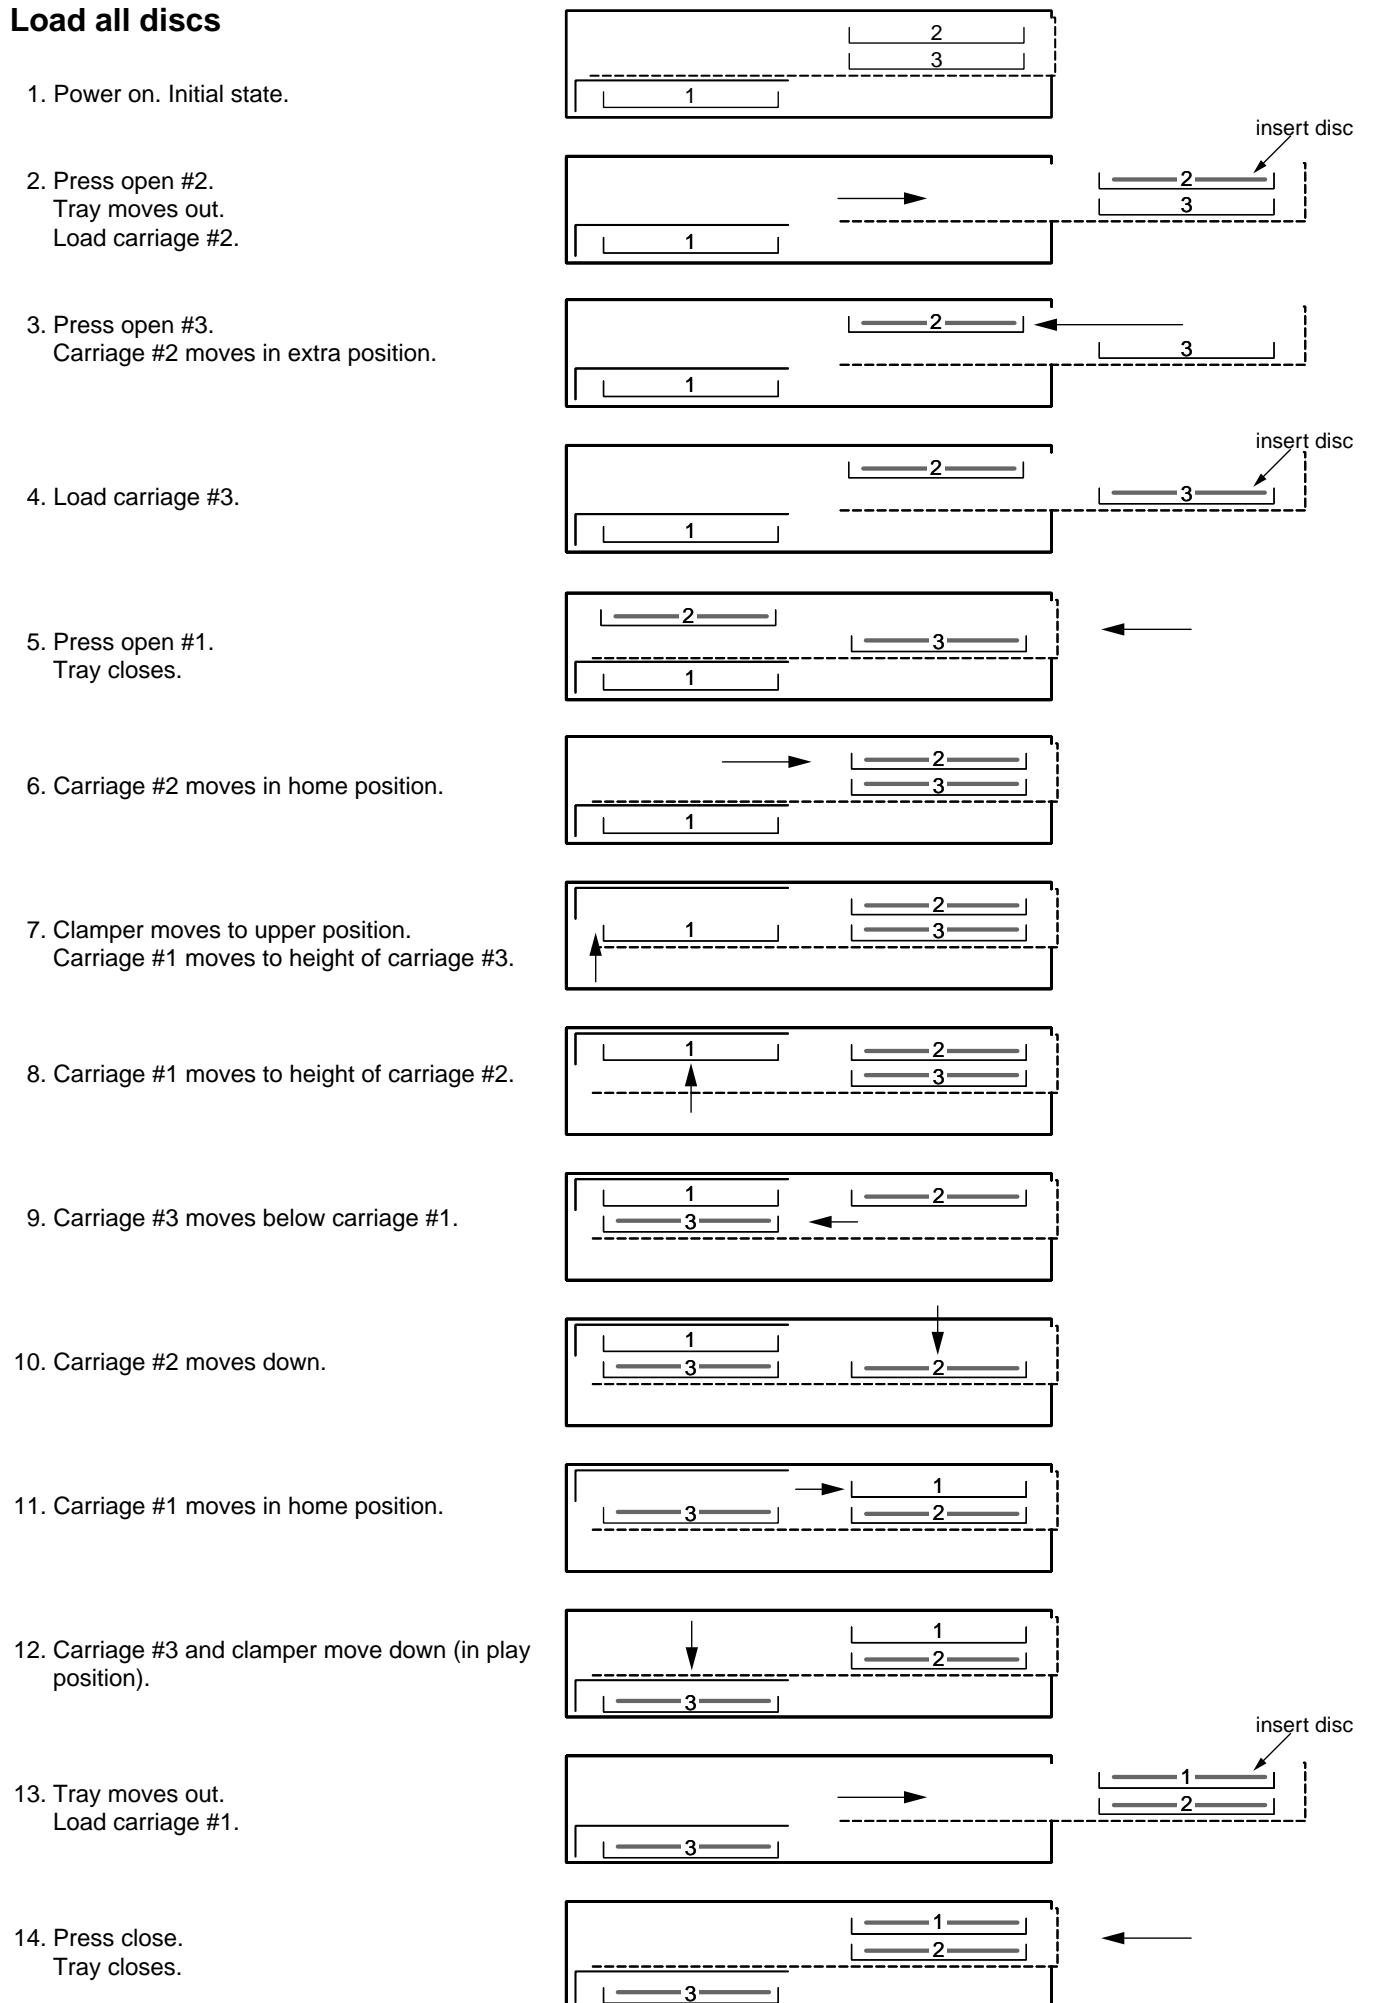 Load all discs
2
3
1. Power on. Initial state.
1
insert disc
2. Press open #2.
2
Tray moves out.
3
Load carriage #2.
1
3. Press open #3.
2
Carriage #2 moves in extra position.
3
1
insert disc
2
4. Load carriage #3.
3
1
2
5. Press open #1.
3
Tray closes.
1
2
6. Carriage #2 moves in home position.
3
1
2
7. Clamper moves to upper position.
1
3
Carriage #1 moves to height of carriage #3.
1
2
8. Carriage #1 moves to height of carriage #2.
3
1
2
9. Carriage #3 moves below carriage #1.
3
1
10. Carriage #2 moves down.
3
2
1
11. Carriage #1 moves in home position.
3
2
1
12. Carriage #3 and clamper move down (in play
2
position).
3
insert disc
1
13. Tray moves out.
2
Load carriage #1.
3
1
14. Press close.
2
Tray closes.
3